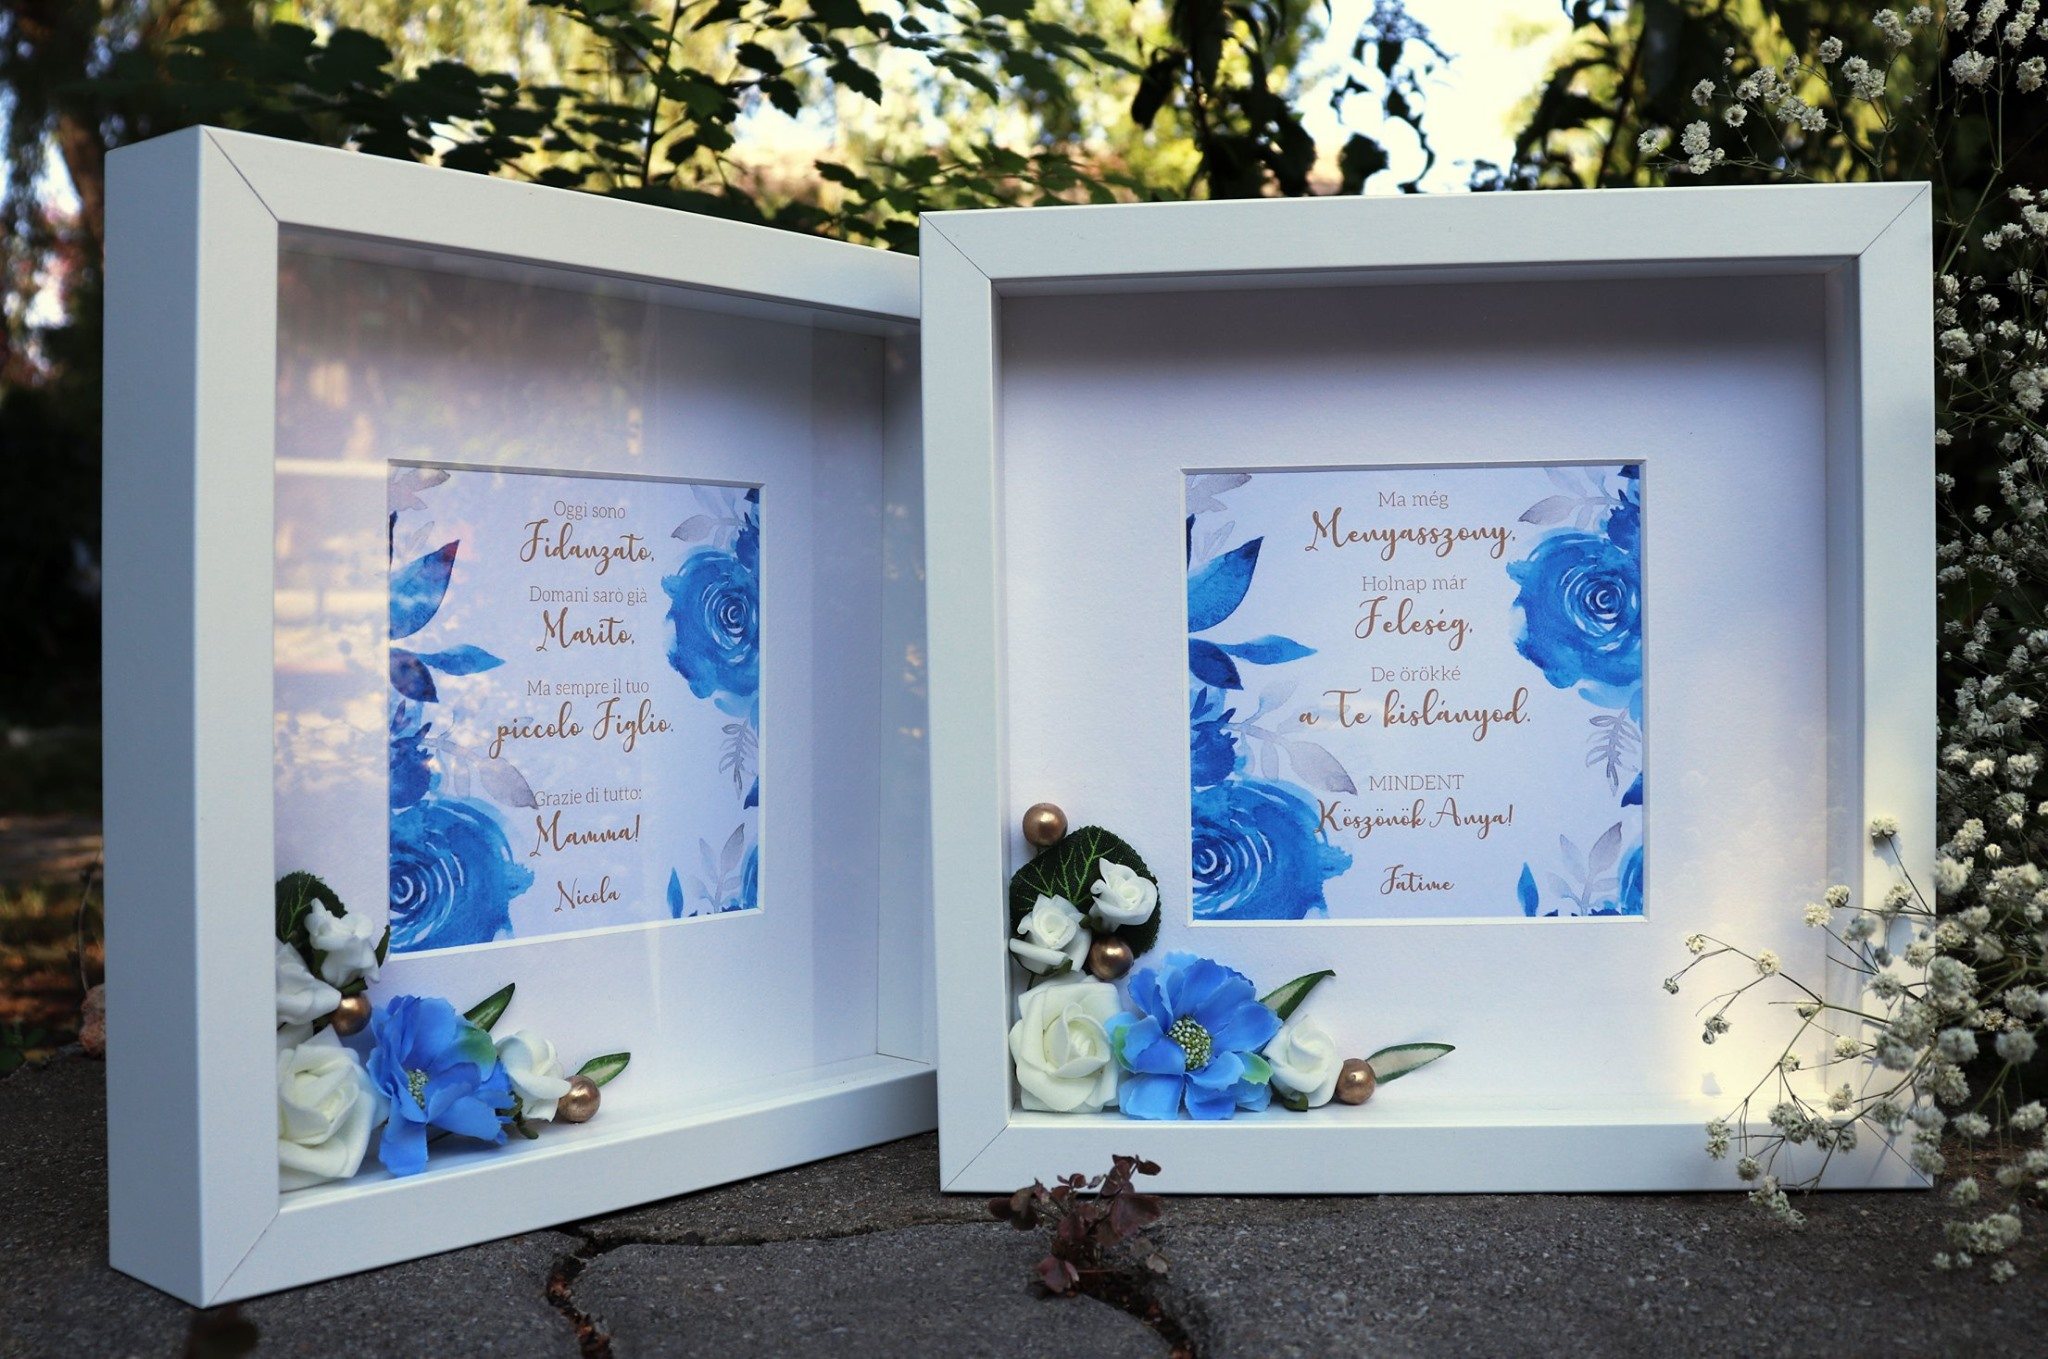 Oggi sono
Fidanzato,
Domani sarò già
Marito,
Ma sempre il tuo
piccolo Figlio.
Grazie di tutto:
Mamma!
Nicola
Ma még
Menyasszony,
Holnap már
Feleség,
De örökké
a Te kislányod.
MINDENT
Köszönök Anya!
Fatime